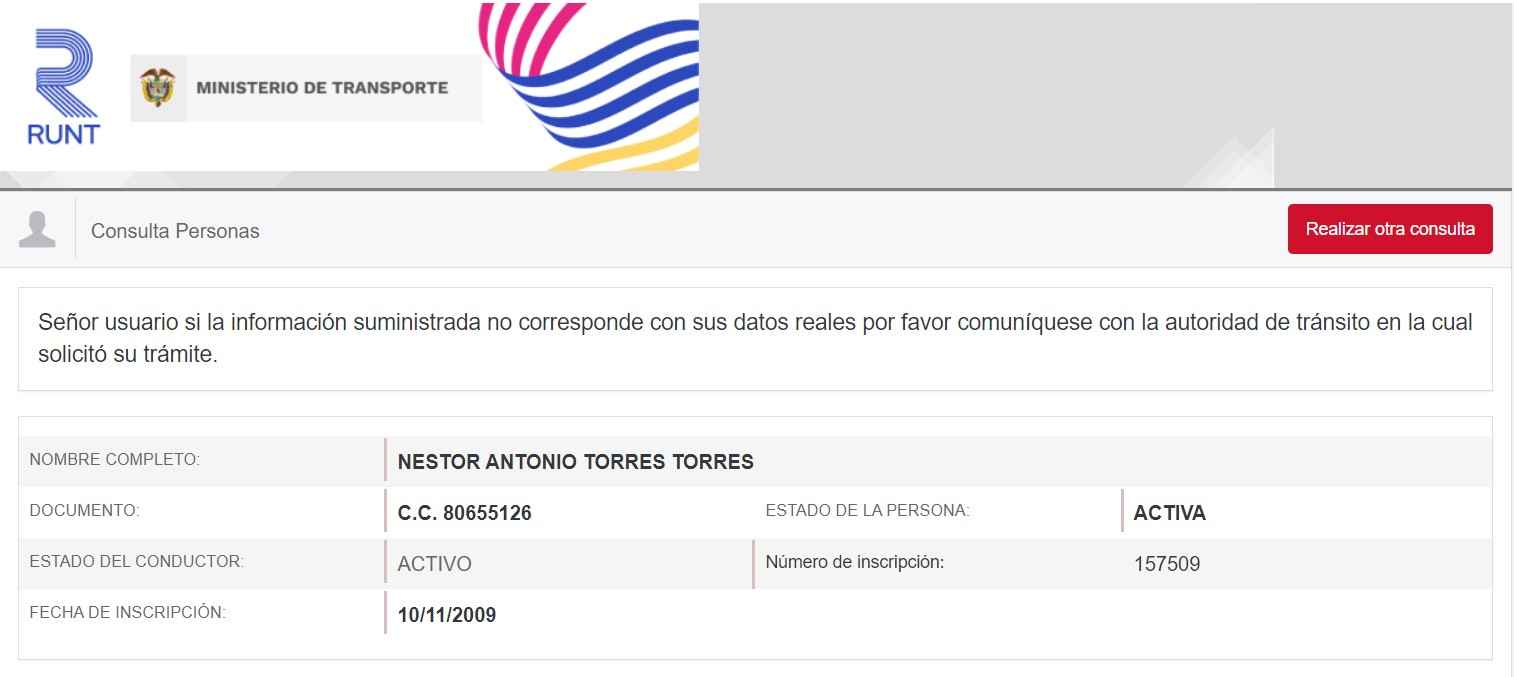 RUNT
MINISTERIO DE TRANSPORTE
Consulta Personas
Realizar otra consulta
Señor usuario si la información suministrada no corresponde con sus datos reales por favor comuníquese con la autoridad de tránsito en la cual
solicitó su trámite.
NOMBRE COMPLETO: NESTOR ANTONIO TORRES TORRES
DOCUMENTO: C.C. 80655126 ESTADO DE LA PERSONA: ACTIVA
ESTADO DEL CONDUCTOR: ACTIVO Número de inscripción: 157509
FECHA DE INSCRIPCIÓN: 10/11/2009